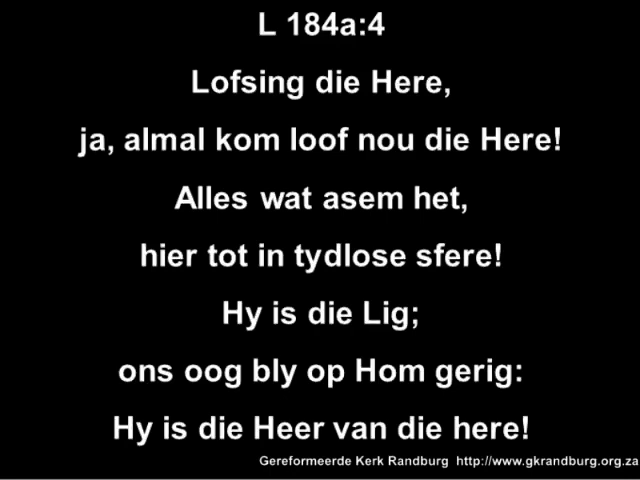 L 184a:4
Lofsing die Here,
ja, almal kom loof nou die Here!
Alles wat asem het,
hier tot in tydlose sfere!
Hy is die Lig;
ons oog bly op Hom gerig:
Hy is die Heer van die here!
Gereformeerde Kerk Randburg http://www.gkrandburg.org.za